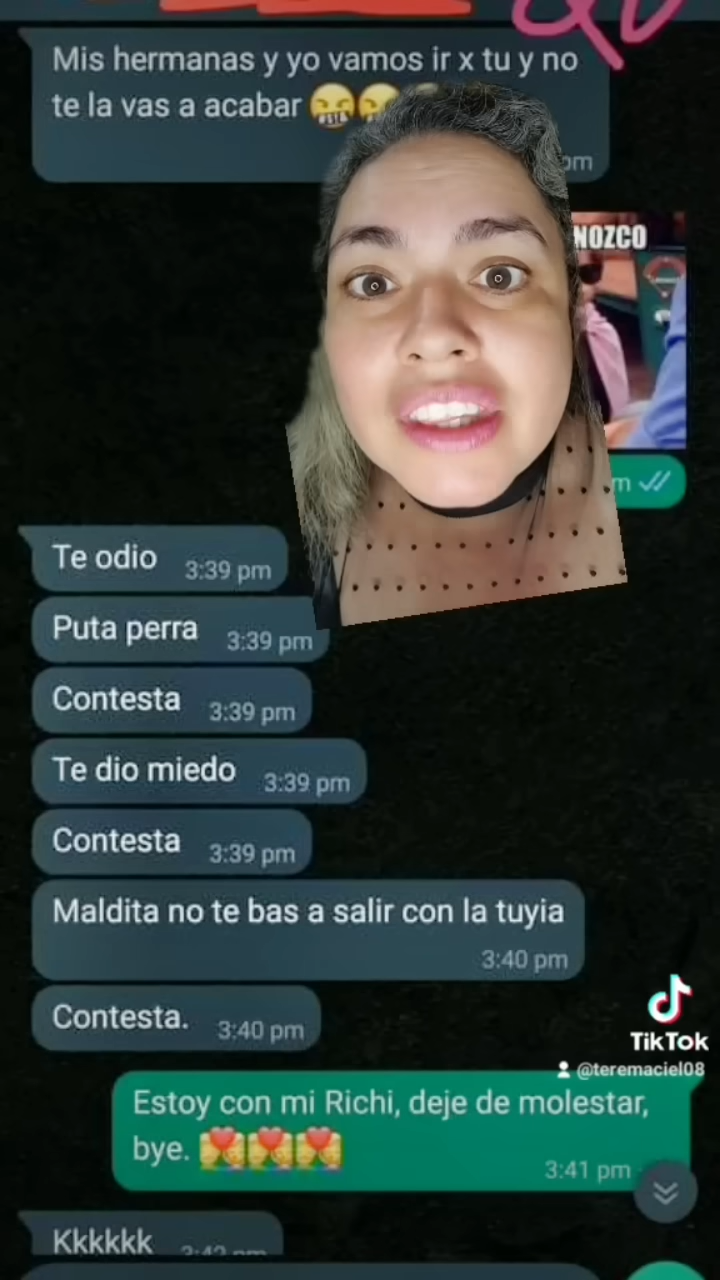 Mis hermanas y yo vamos ir x tu y no
te la vas a acabar
pm
NOZCO
m
Te odio 3:39 pm
Puta perra 3:39 pm
Contesta 3:39 pm
Te dio miedo 3:39 pm
Contesta 3:39 pm
Maldita no te bas a salir con la tuyia
3:40 pm
Contesta. 3:40 pm
TikTok
@teremaciel08
Estoy con mi Richi, deje de molestar,
bye.
3:41 pm
Kkkkkk